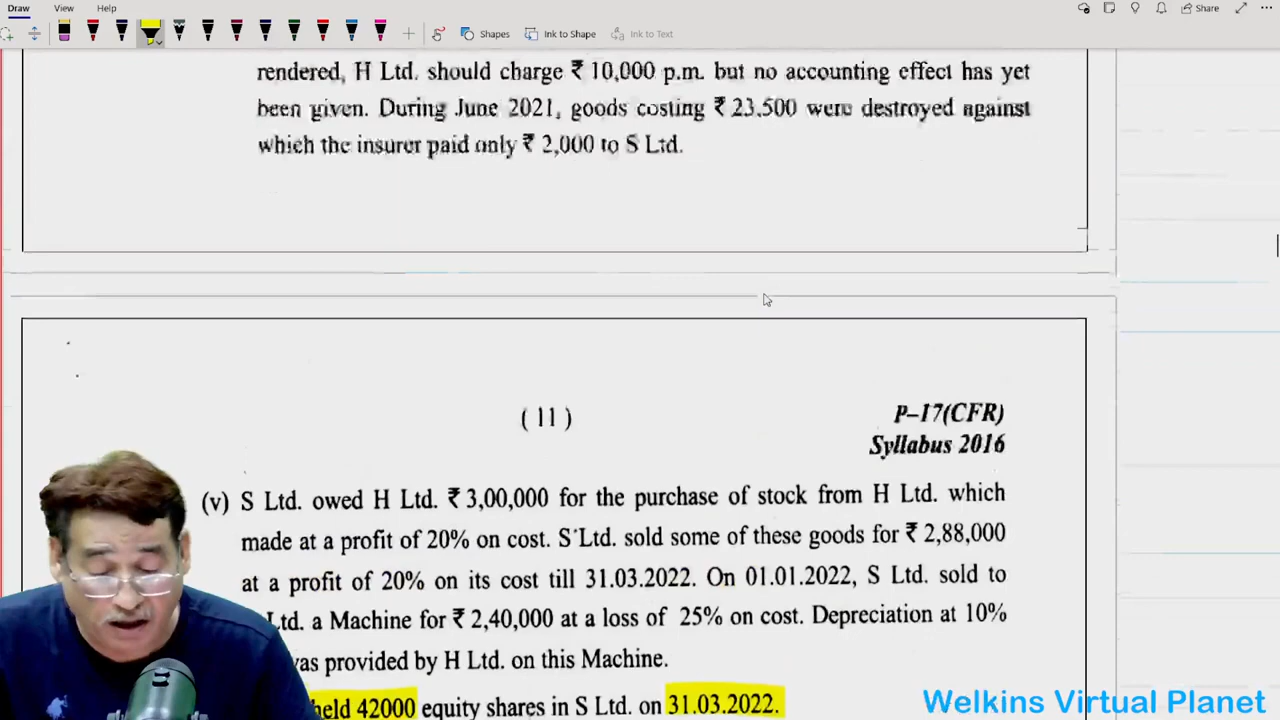 Draw View Help Share
Shapes Ink to Shape Ink to Text
rendered, H Ltd. should charge ₹ 10,000 p.m. but no accounting effect has yet
been given. During June 2021, goods costing ₹ 23,500 were destroyed against
which the insurer paid only ₹ 2,000 to S Ltd.
( 11 )
P–17(CFR)
Syllabus 2016
(v) S Ltd. owed H Ltd. ₹ 3,00,000 for the purchase of stock from H Ltd. which
made at a profit of 20% on cost. S Ltd. sold some of these goods for ₹ 2,88,000
at a profit of 20% on its cost till 31.03.2022. On 01.01.2022, S Ltd. sold to
Ltd. a Machine for ₹ 2,40,000 at a loss of 25% on cost. Depreciation at 10%
was provided by H Ltd. on this Machine.
held 42000 equity shares in S Ltd. on 31.03.2022.
Welkins Virtual Planet